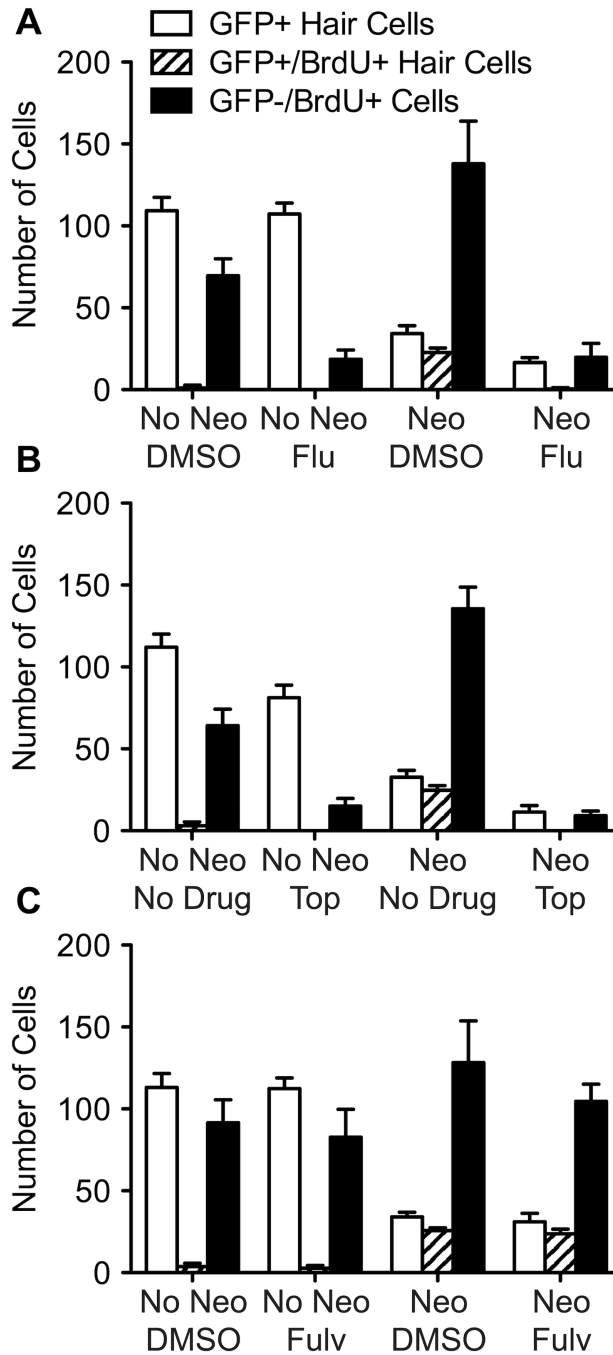 A
GFP+ Hair Cells
GFP+/BrdU+ Hair Cells
GFP-/BrdU+ Cells
Number of Cells
200
150
100
50
0
No Neo No Neo Neo Neo
DMSO Flu DMSO Flu
B
Number of Cells
200
150
100
50
0
No Neo No Neo Neo Neo
No Drug Top No Drug Top
C
Number of Cells
200
150
100
50
0
No Neo No Neo Neo Neo
DMSO Fulv DMSO Fulv